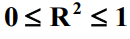 0 ≤ R² ≤ 1